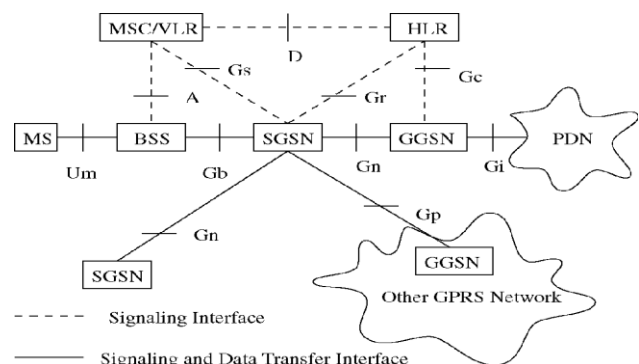 MSC/VLR
HLR
D
Gs
Gr
Gc
A
MS
BSS
SGSN
GGSN
PDN
Um
Gb
Gn
Gi
Gn
Gp
SGSN
GGSN
Other GPRS Network
Signaling Interface
Signaling and Data Transfer Interface